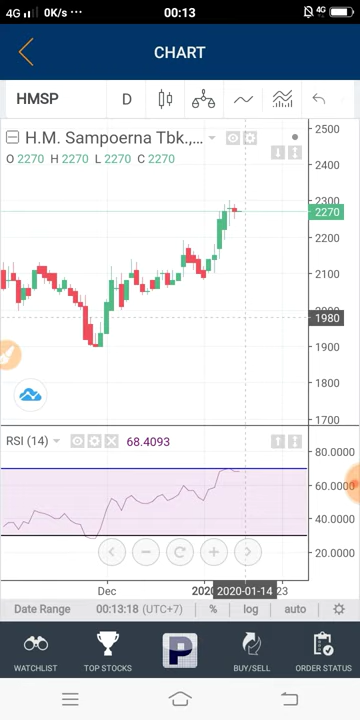 4G 0K/s ··· 00:13 4G
CHART
HMSP D
H.M. Sampoerna Tbk.,...
O 2270 H 2270 L 2270 C 2270
2500
2400
2300
2270
2200
2100
2000
1980
1900
1800
1700
RSI (14) 68.4093
80.0000
60.0000
40.0000
20.0000
Dec 2020 2020-01-14 23
Date Range 00:13:18 (UTC+7) % log auto
P
WATCHLIST TOP STOCKS BUY/SELL ORDER STATUS